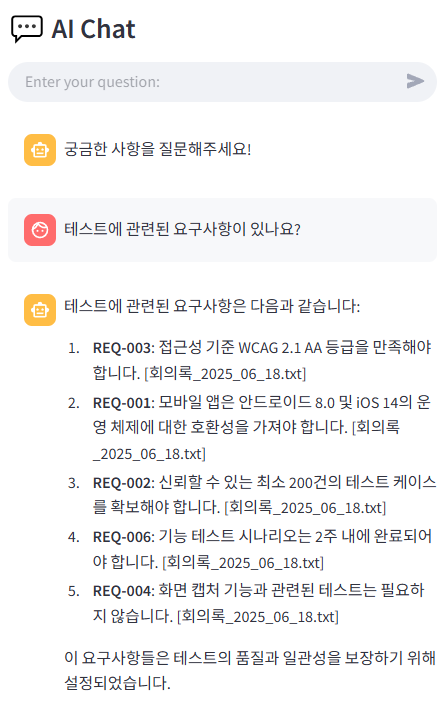 AI Chat
Enter your question:
궁금한 사항을 질문해주세요!
테스트에 관련된 요구사항이 있나요?
테스트에 관련된 요구사항은 다음과 같습니다:
1. REQ-003: 접근성 기준 WCAG 2.1 AA 등급을 만족해야
합니다. [회의록_2025_06_18.txt]
2. REQ-001: 모바일 앱은 안드로이드 8.0 및 iOS 14의 운
영 체제에 대한 호환성을 가져야 합니다. [회의록
_2025_06_18.txt]
3. REQ-002: 신뢰할 수 있는 최소 200건의 테스트 케이스
를 확보해야 합니다. [회의록_2025_06_18.txt]
4. REQ-006: 기능 테스트 시나리오는 2주 내에 완료되어
야 합니다. [회의록_2025_06_18.txt]
5. REQ-004: 화면 캡처 기능과 관련된 테스트는 필요하
지 않습니다. [회의록_2025_06_18.txt]
이 요구사항들은 테스트의 품질과 일관성을 보장하기 위해
설정되었습니다.